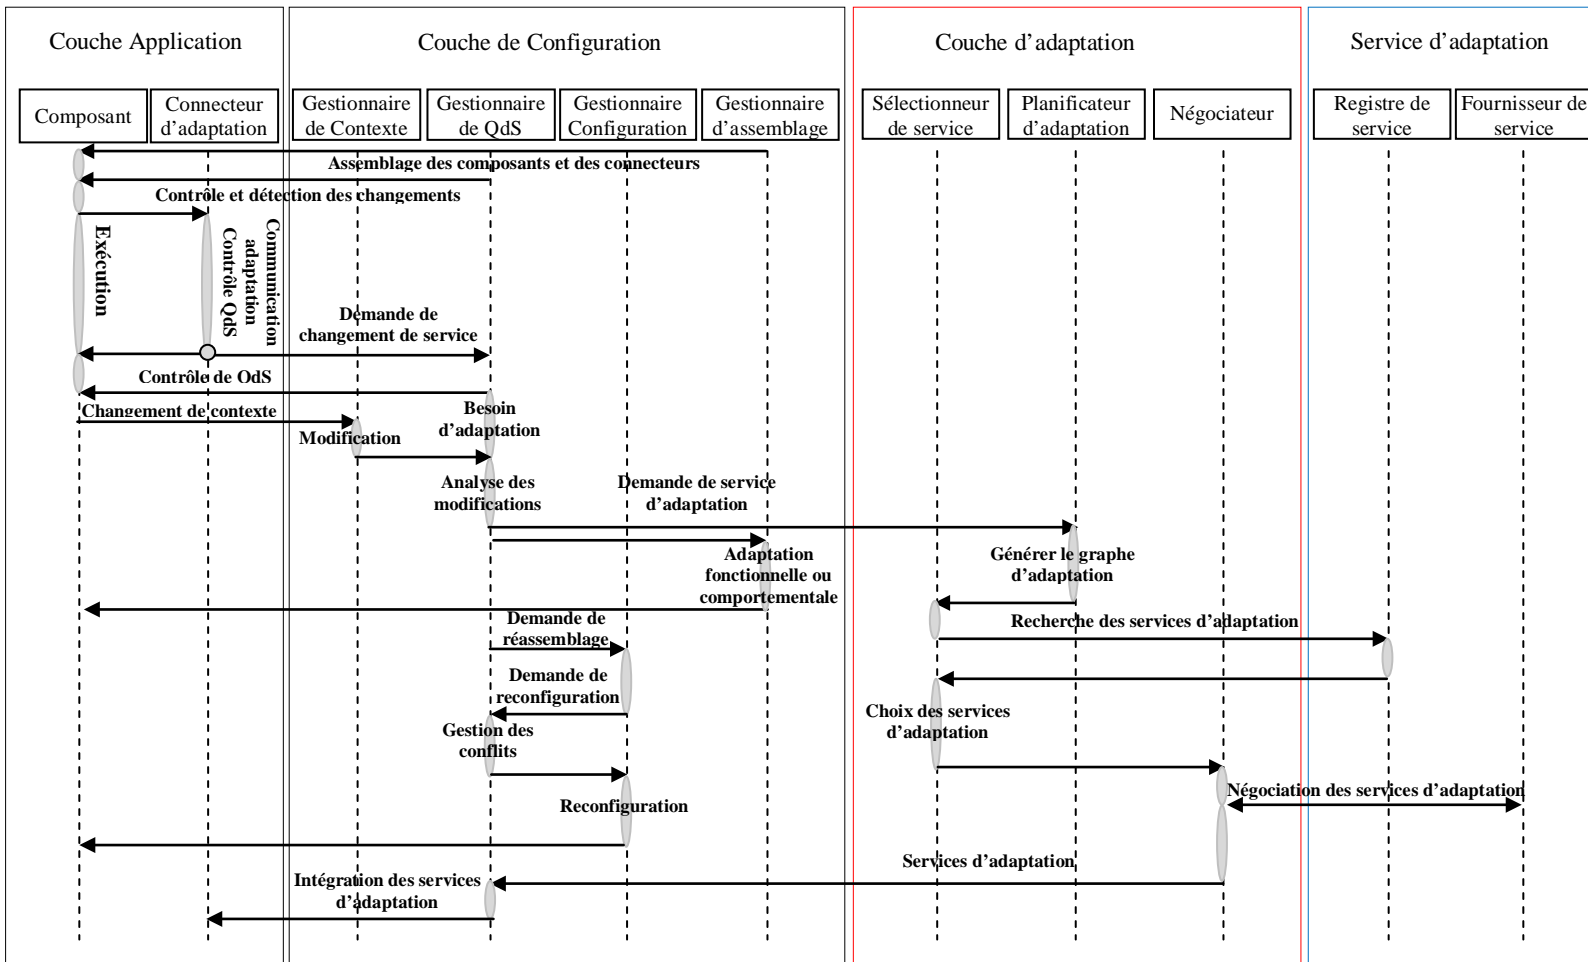 Couche Application
Couche de Configuration
Couche d’adaptation
Service d’adaptation
Composant
Connecteur
d’adaptation
Gestionnaire
de Contexte
Gestionnaire
de QdS
Gestionnaire
Configuration
Gestionnaire
d’assemblage
Sélectionneur
de service
Planificateur
d’adaptation
Négociateur
Registre de
service
Fournisseur de
service
Assemblage des composants et des connecteurs
Contrôle et détection des changements
Exécution
Communication
adaptation
Contrôle QdS
Demande de
changement de service
Contrôle de OdS
Changement de contexte
Modification
Besoin
d’adaptation
Analyse des
modifications
Demande de service
d’adaptation
Adaptation
fonctionnelle ou
comportementale
Générer le graphe
d’adaptation
Recherche des services d’adaptation
Demande de
réassemblage
Demande de
reconfiguration
Gestion des
conflits
Choix des services
d’adaptation
Négociation des services d’adaptation
Reconfiguration
Services d’adaptation
Intégration des services
d’adaptation